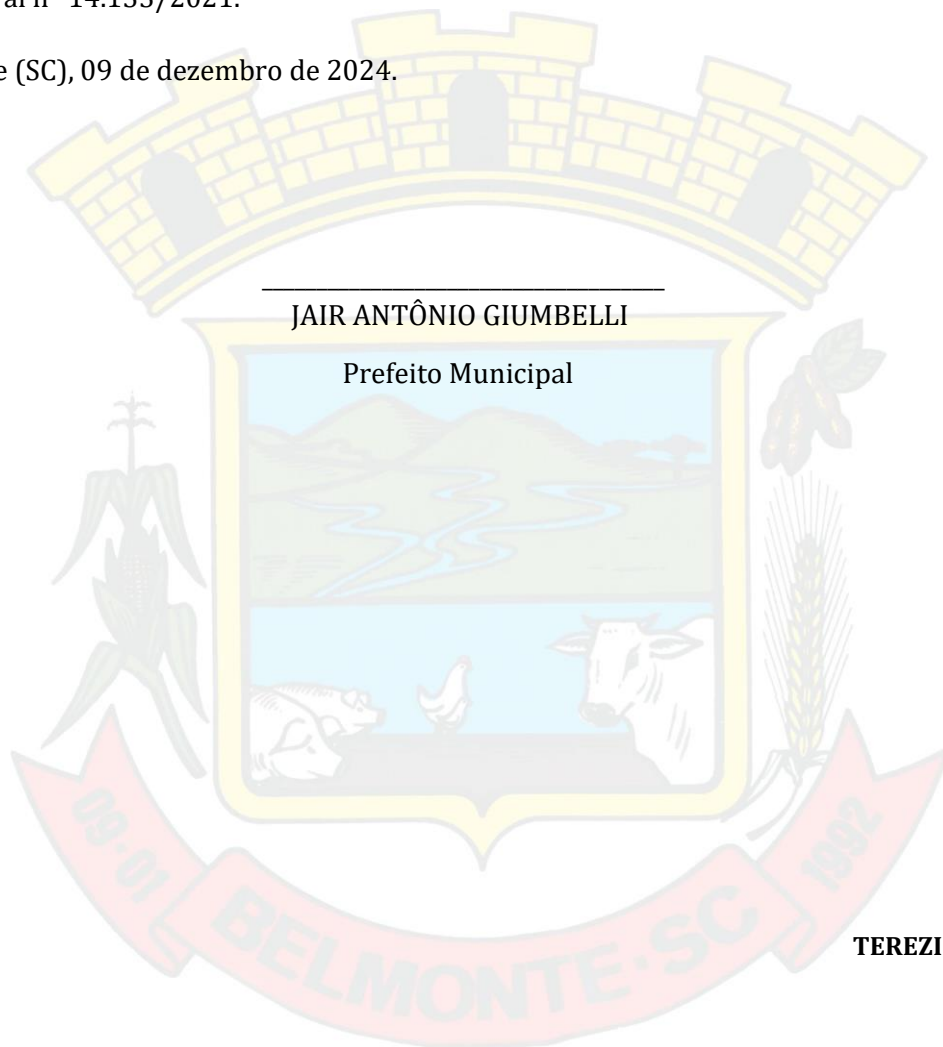 al n° 14.133/2021.
e (SC), 09 de dezembro de 2024.
JAIR ANTÔNIO GIUMBELLI
Prefeito Municipal
TEREZI
09-01 BELMONTE-SC 1992